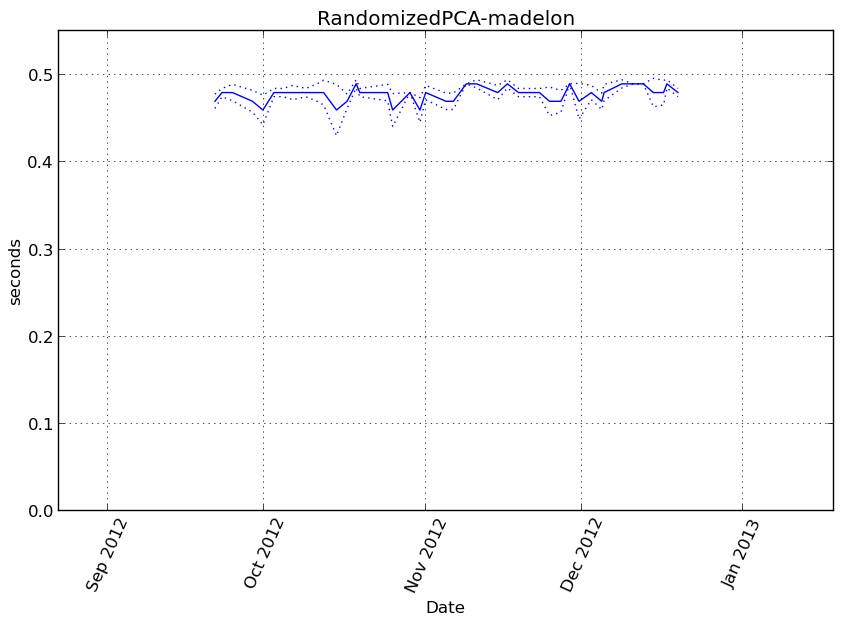 RandomizedPCA-madelon
0.5
0.4
0.3
0.2
0.1
0.0
seconds
Sep 2012
Oct 2012
Nov 2012
Dec 2012
Jan 2013
Date